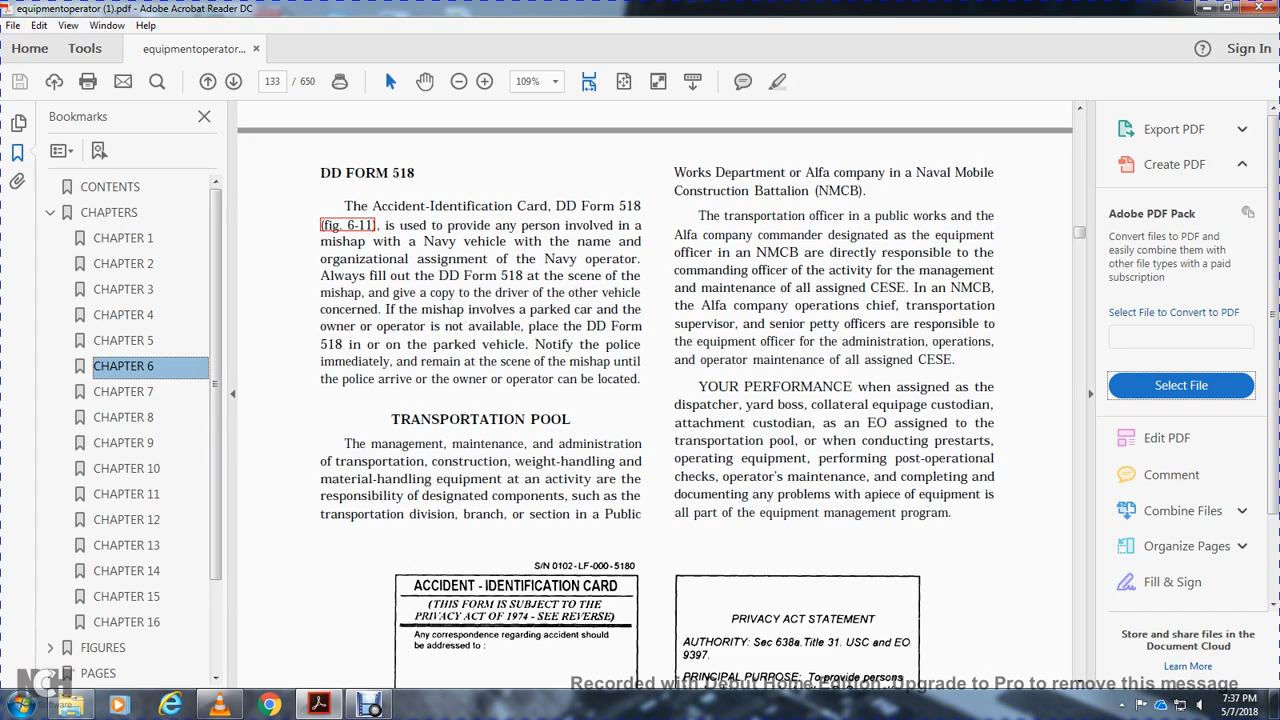 equipmentoperator (1).pdf - Adobe Acrobat Reader DC
File Edit View Window Help
Home Tools equipmentoperator... × Sign In
133 / 650 109%
Bookmarks
CONTENTS
CHAPTERS
CHAPTER 1
CHAPTER 2
CHAPTER 3
CHAPTER 4
CHAPTER 5
CHAPTER 6
CHAPTER 7
CHAPTER 8
CHAPTER 9
CHAPTER 10
CHAPTER 11
CHAPTER 12
CHAPTER 13
CHAPTER 14
CHAPTER 15
CHAPTER 16
FIGURES
PAGES
DD FORM 518
The Accident-Identification Card, DD Form 518
(fig. 6-11), is used to provide any person involved in a
mishap with a Navy vehicle with the name and
organizational assignment of the Navy operator.
Always fill out the DD Form 518 at the scene of the
mishap, and give a copy to the driver of the other vehicle
concerned. If the mishap involves a parked car and the
owner or operator is not available, place the DD Form
518 in or on the parked vehicle. Notify the police
immediately, and remain at the scene of the mishap until
the police arrive or the owner or operator can be located.
TRANSPORTATION POOL
The management, maintenance, and administration
of transportation, construction, weight-handling and
material-handling equipment at an activity are the
responsibility of designated components, such as the
transportation division, branch, or section in a Public
Works Department or Alfa company in a Naval Mobile
Construction Battalion (NMCB).
The transportation officer in a public works and the
Alfa company commander designated as the equipment
officer in an NMCB are directly responsible to the
commanding officer of the activity for the management
and maintenance of all assigned CESE. In an NMCB,
the Alfa company operations chief, transportation
supervisor, and senior petty officers are responsible to
the equipment officer for the administration, operations,
and operator maintenance of all assigned CESE.
YOUR PERFORMANCE when assigned as the
dispatcher, yard boss, collateral equipage custodian,
attachment custodian, as an EO assigned to the
transportation pool, or when conducting prestarts,
operating equipment, performing post-operational
checks, operator's maintenance, and completing and
documenting any problems with apiece of equipment is
all part of the equipment management program.
S/N 0102-LF-000-5180
ACCIDENT - IDENTIFICATION CARD
(THIS FORM IS SUBJECT TO THE
PRIVACY ACT OF 1974 - SEE REVERSE)
Any correspondence regarding accident should
be addressed to :
PRIVACY ACT STATEMENT
AUTHORITY: Sec 638a. Title 31. USC and EO
9397.
PRINCIPAL PURPOSE: To provide persons
Export PDF
Create PDF
Adobe PDF Pack
Convert files to PDF and
easily combine them with
other file types with a paid
subscription
Select File to Convert to PDF
Select File
Edit PDF
Comment
Combine Files
Organize Pages
Fill & Sign
Store and share files in the
Document Cloud
Learn More
NCH Software
Recorded with Debut Home Edition. Upgrade to Pro to remove this message
7:37 PM
5/7/2018